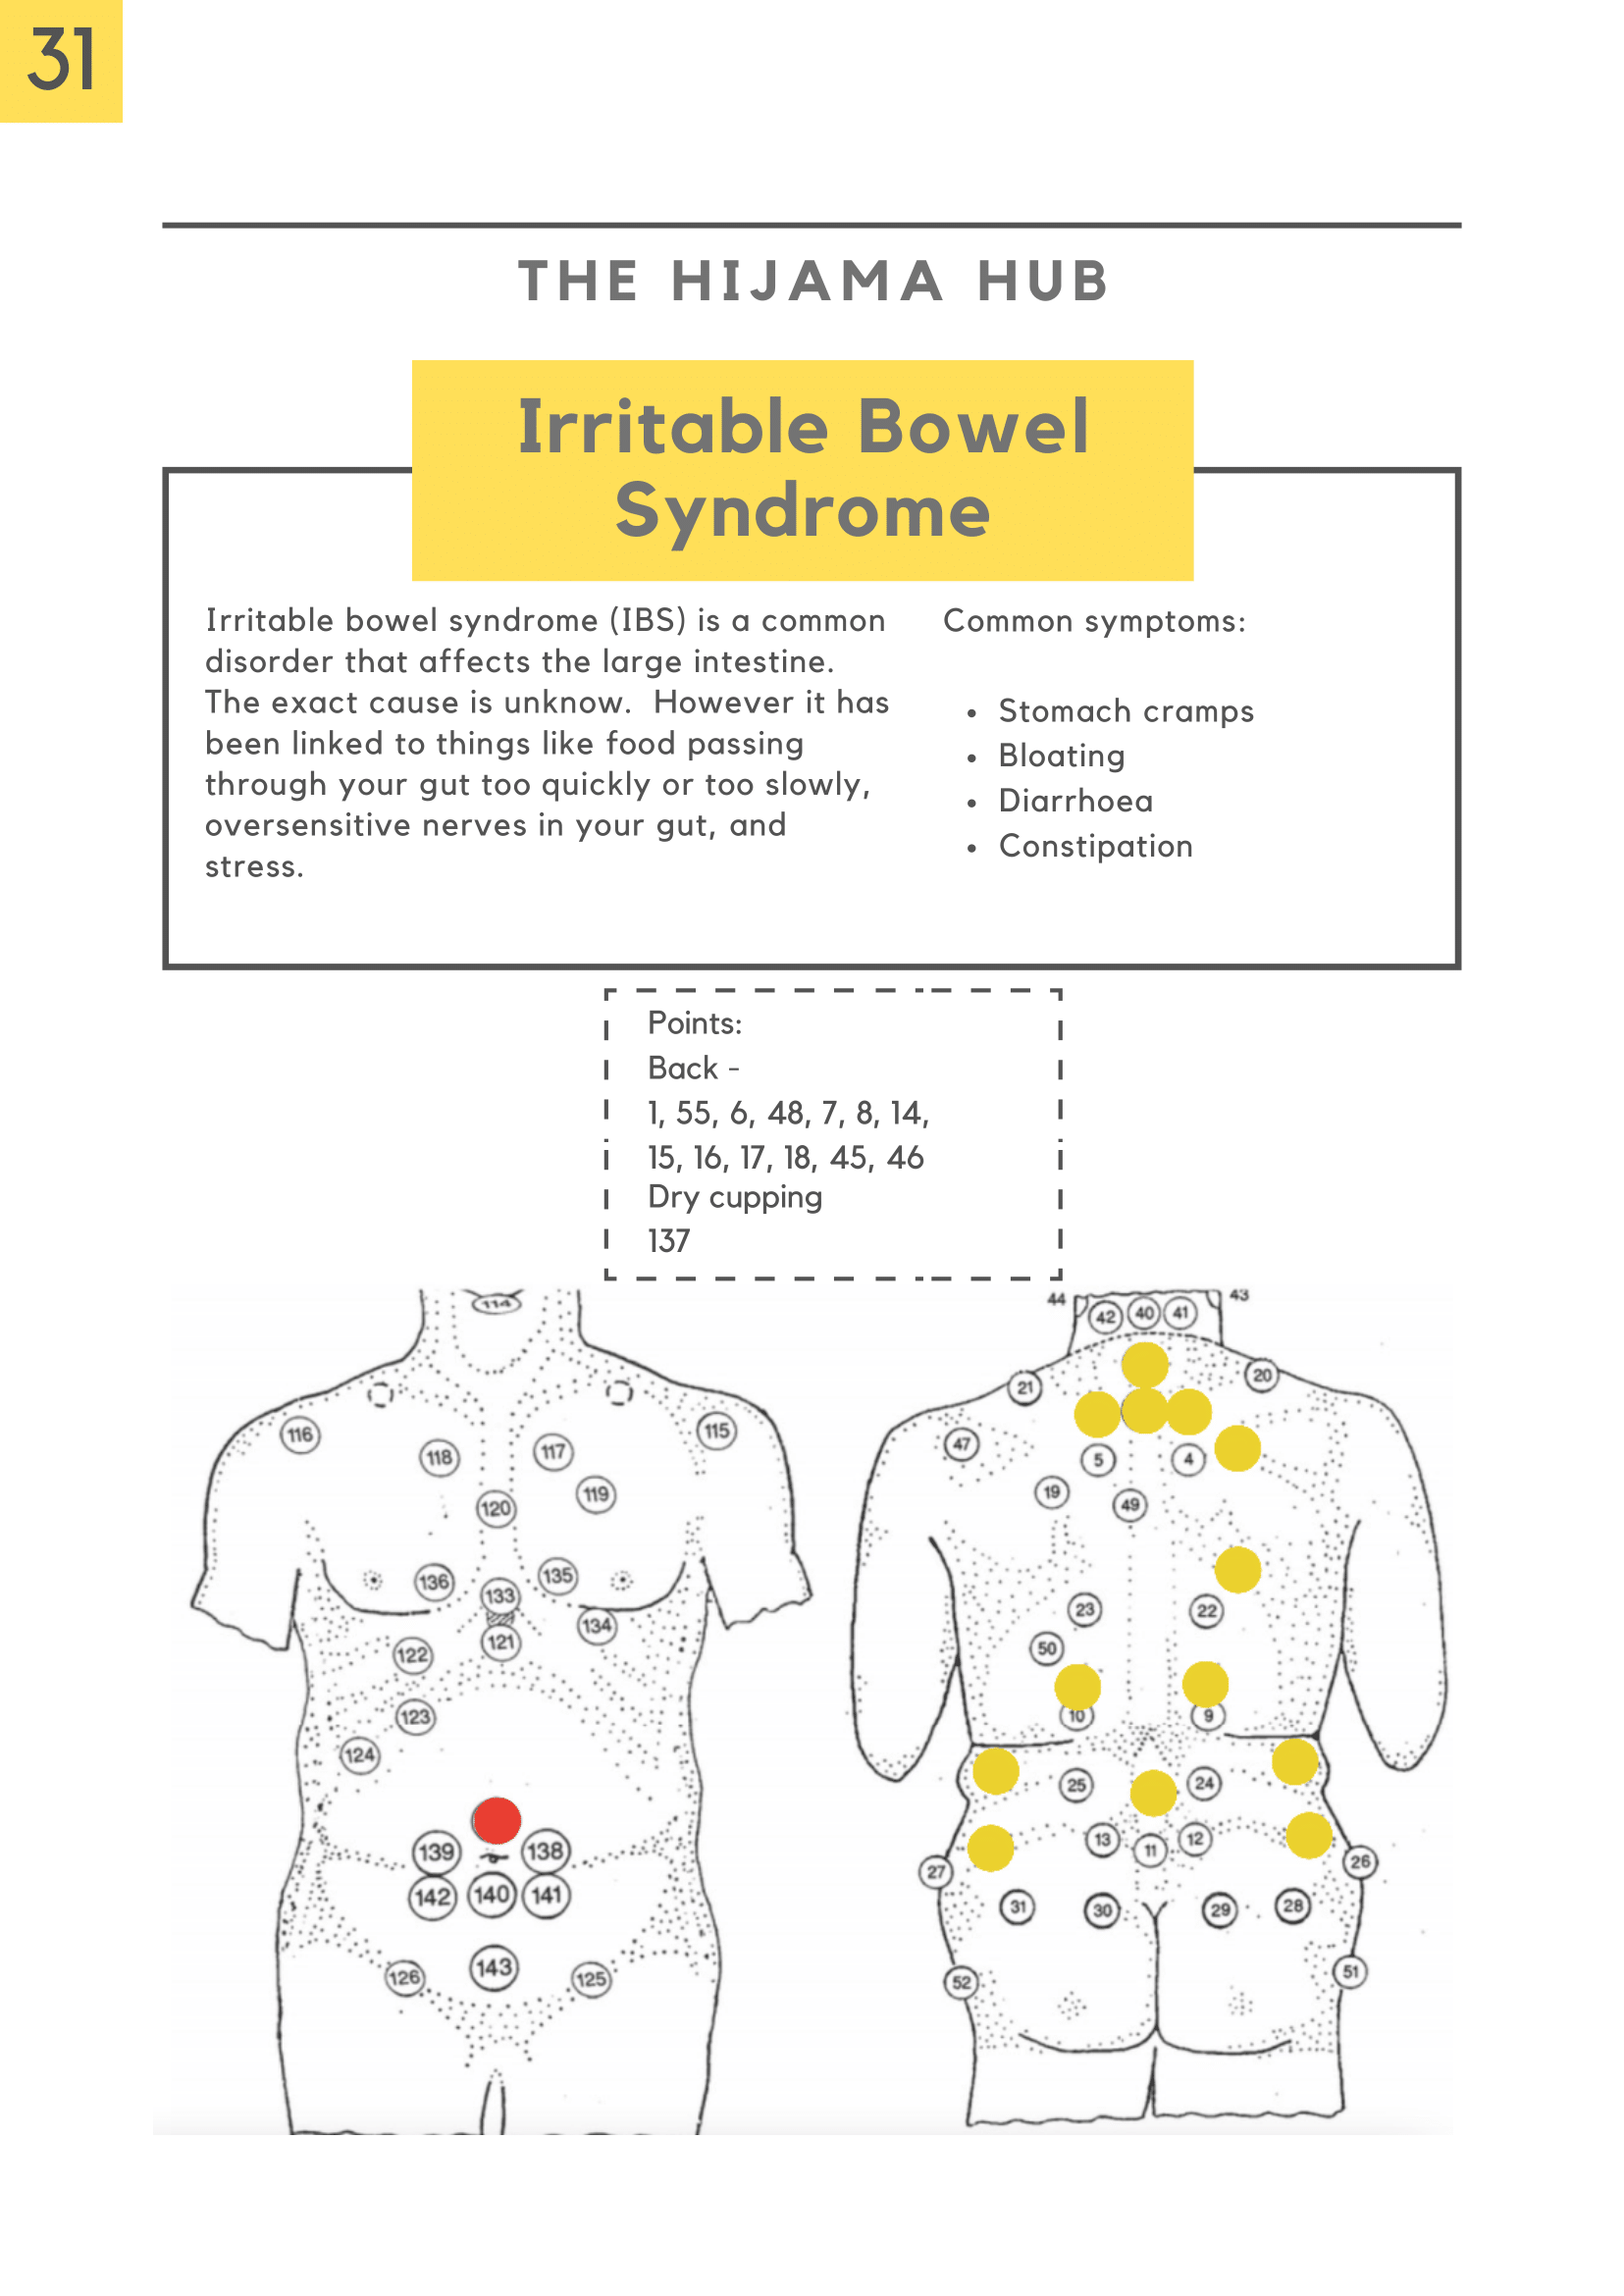 31
THE HIJAMA HUB
Irritable Bowel
Syndrome
Irritable bowel syndrome (IBS) is a common
disorder that affects the large intestine.
The exact cause is unknow.  However it has
been linked to things like food passing
through your gut too quickly or too slowly,
oversensitive nerves in your gut, and
stress.
Common symptoms:
• Stomach cramps
• Bloating
• Diarrhoea
• Constipation
Points:
Back -
1, 55, 6, 48, 7, 8, 14,
15, 16, 17, 18, 45, 46
Dry cupping
137
114
116
115
118
117
119
120
136
135
133
134
121
122
123
124
139
138
142
140
141
143
126
125
44
43
42
40
41
21
20
47
5
4
19
49
23
22
50
10
9
25
24
13
11
12
27
26
31
30
29
28
52
51